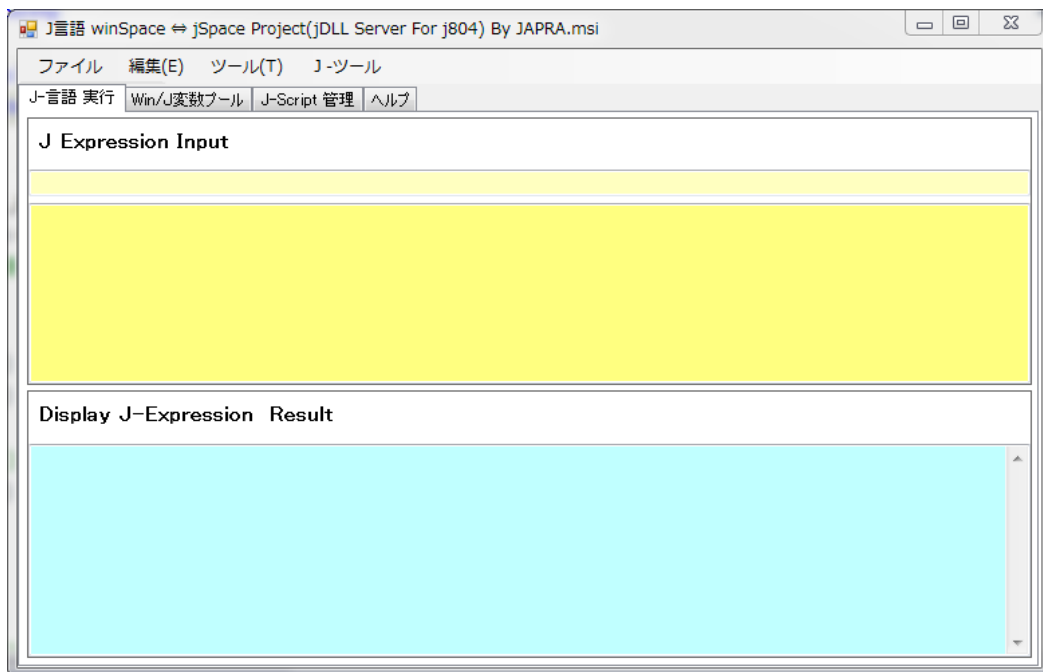 J言語 winSpace ⇔ jSpace Project(jDLL Server For j804) By JAPRA.msi
ファイル 編集(E) ツール(T) J-ツール
J-言語 実行 Win/J変数プール J-Script 管理 ヘルプ
J Expression Input
Display J-Expression Result